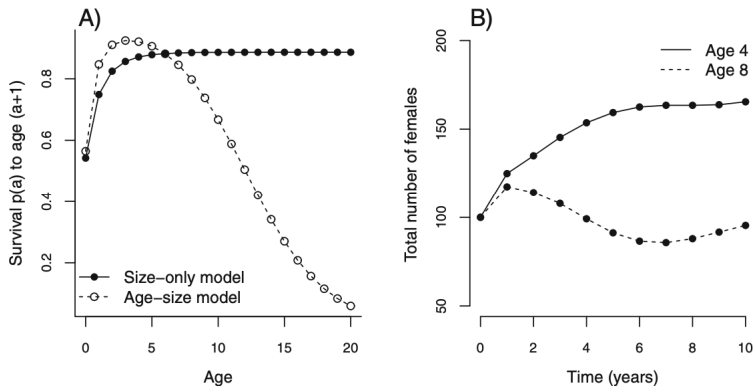 A)
Survival p(a) to age (a+1)
0.8
0.6
0.4
0.2
Size−only model
Age−size model
0 5 10 15 20
Age
B)
Total number of females
200
150
100
50
Age 4
Age 8
0 2 4 6 8 10
Time (years)